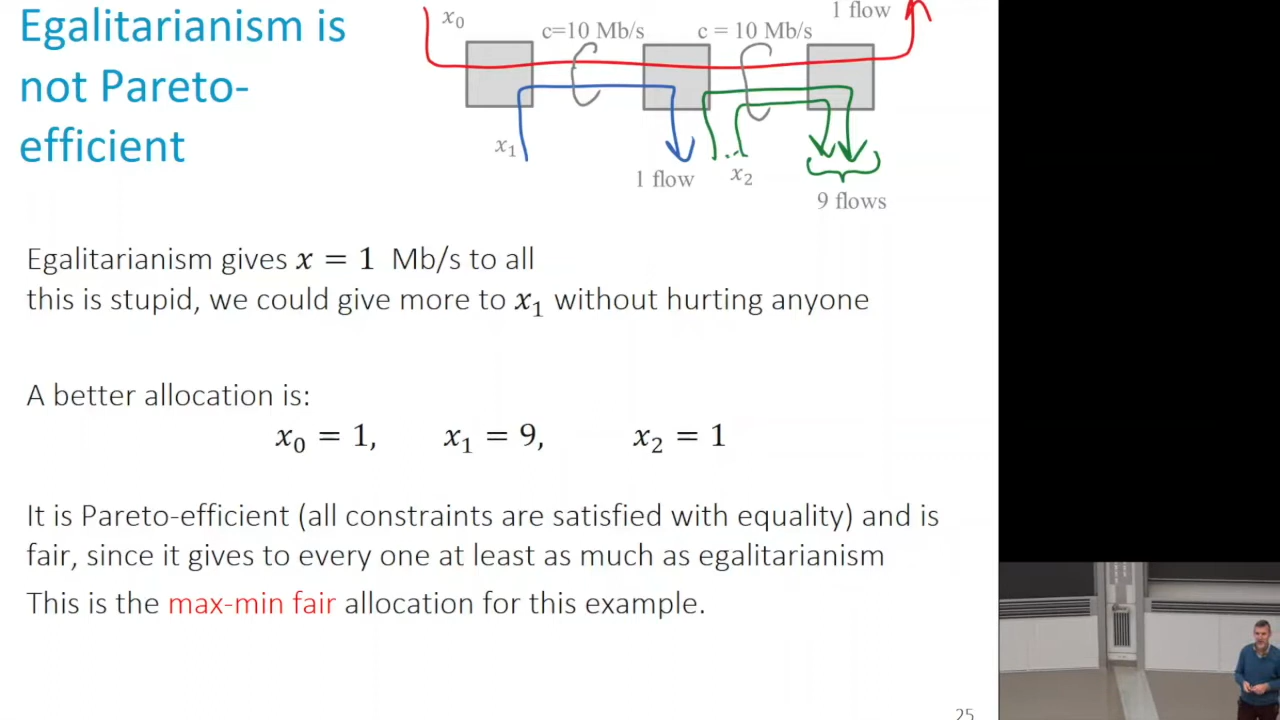 Egalitarianism is
not Pareto-
efficient
x₀
c=10 Mb/s
c = 10 Mb/s
1 flow
x₁
1 flow
x₂
9 flows
Egalitarianism gives x = 1 Mb/s to all
this is stupid, we could give more to x₁ without hurting anyone
A better allocation is:
x₀ = 1, x₁ = 9, x₂ = 1
It is Pareto-efficient (all constraints are satisfied with equality) and is
fair, since it gives to every one at least as much as egalitarianism
This is the max-min fair allocation for this example.
25